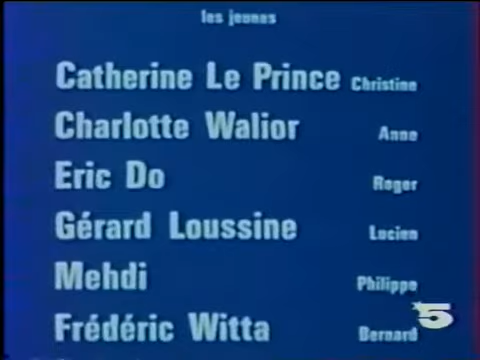 les jeunes
Catherine Le Prince Christine
Charlotte Walior Anne
Eric Do Roger
Gérard Loussine Lucien
Mehdi Philippe
5
Frédéric Witta Bernard